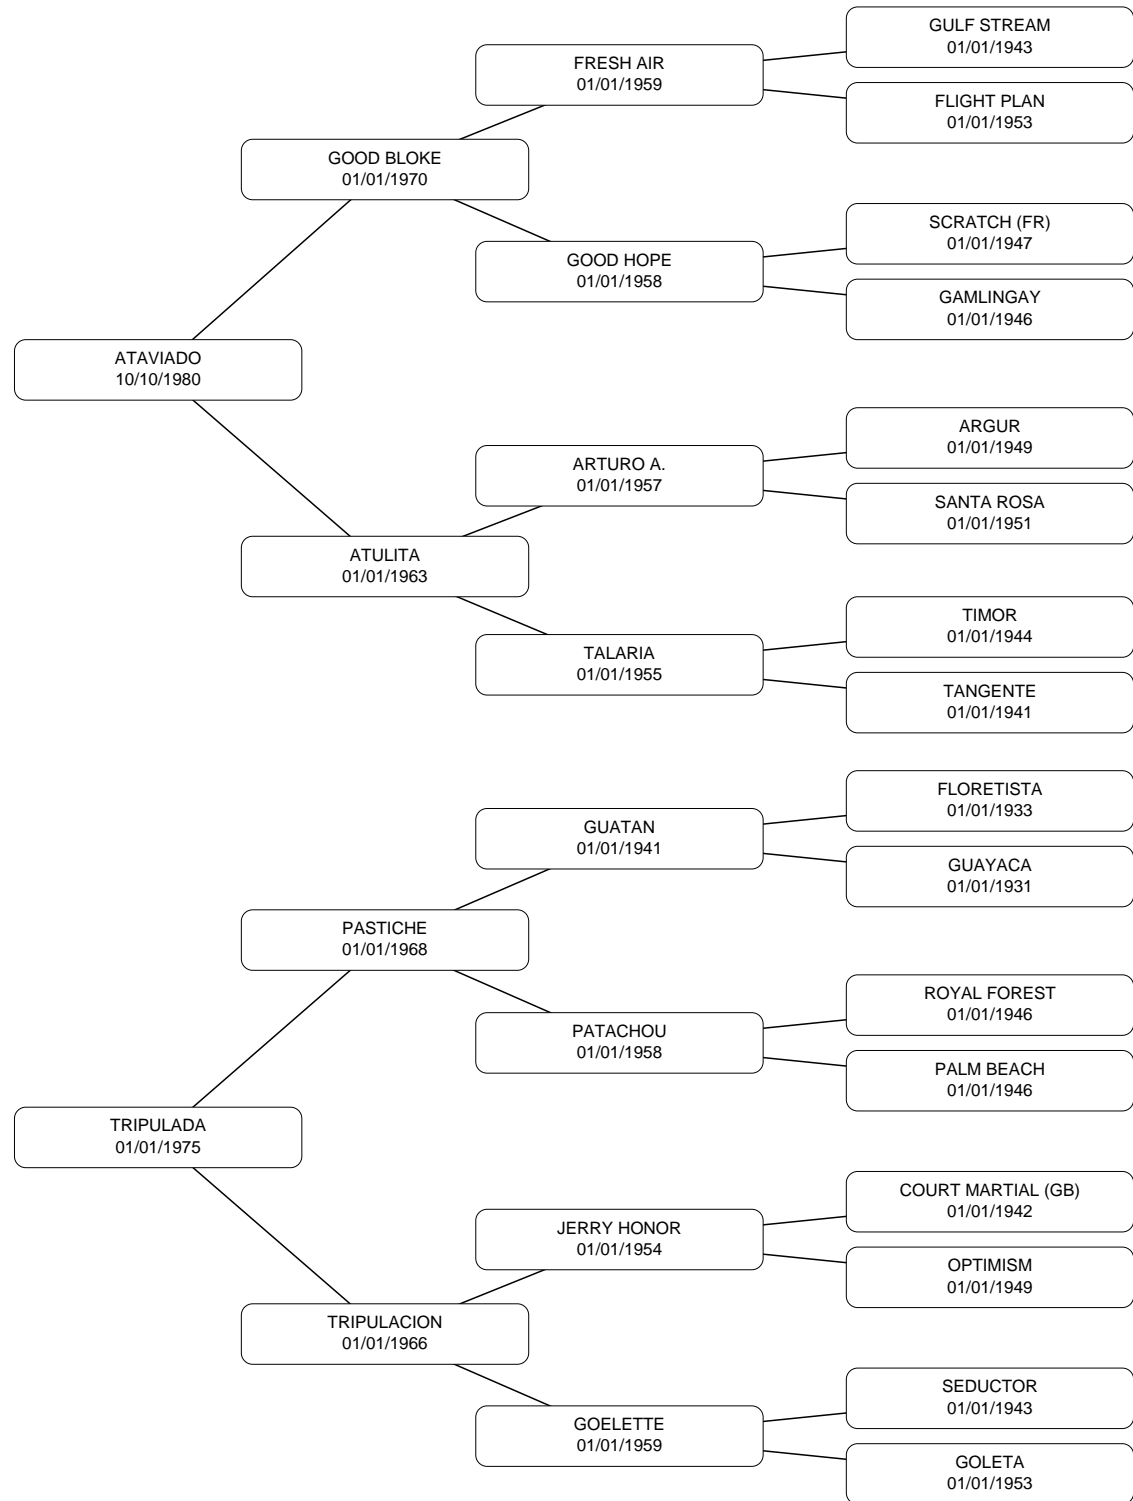 GULF STREAM
01/01/1943
FRESH AIR
01/01/1959
FLIGHT PLAN
01/01/1953
GOOD BLOKE
01/01/1970
SCRATCH (FR)
01/01/1947
GOOD HOPE
01/01/1958
GAMLINGAY
01/01/1946
ATAVIADO
10/10/1980
ARGUR
01/01/1949
ARTURO A.
01/01/1957
SANTA ROSA
01/01/1951
ATULITA
01/01/1963
TIMOR
01/01/1944
TALARIA
01/01/1955
TANGENTE
01/01/1941
FLORETISTA
01/01/1933
GUATAN
01/01/1941
GUAYACA
01/01/1931
PASTICHE
01/01/1968
ROYAL FOREST
01/01/1946
PATACHOU
01/01/1958
PALM BEACH
01/01/1946
TRIPULADA
01/01/1975
COURT MARTIAL (GB)
01/01/1942
JERRY HONOR
01/01/1954
OPTIMISM
01/01/1949
TRIPULACION
01/01/1966
SEDUCTOR
01/01/1943
GOELETTE
01/01/1959
GOLETA
01/01/1953